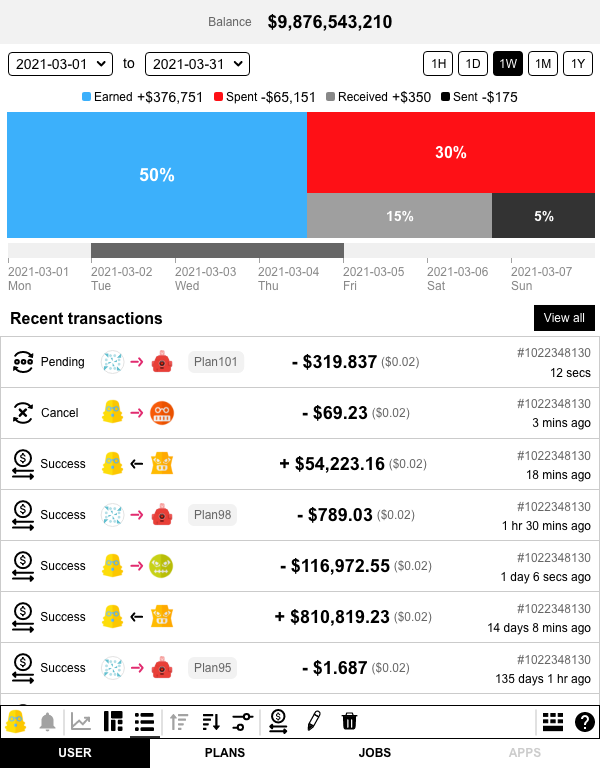 Balance $9,876,543,210
2021-03-01 to 2021-03-31 1H 1D 1W 1M 1Y
Earned +$376,751 Spent -$65,151 Received +$350 Sent -$175
50%
30%
15%
5%
2021-03-01 2021-03-02 2021-03-03 2021-03-04 2021-03-05 2021-03-06 2021-03-07
Mon Tue Wed Thu Fri Sat Sun
Recent transactions View all
Pending Plan101 - $319.837 ($0.02) #1022348130
12 secs
Cancel - $69.23 ($0.02) #1022348130
3 mins ago
Success + $54,223.16 ($0.02) #1022348130
18 mins ago
Success Plan98 - $789.03 ($0.02) #1022348130
1 hr 30 mins ago
Success - $116,972.55 ($0.02) #1022348130
1 day 6 secs ago
Success + $810,819.23 ($0.02) #1022348130
14 days 8 mins ago
Success Plan95 - $1.687 ($0.02) #1022348130
135 days 1 hr ago
USER PLANS JOBS APPS